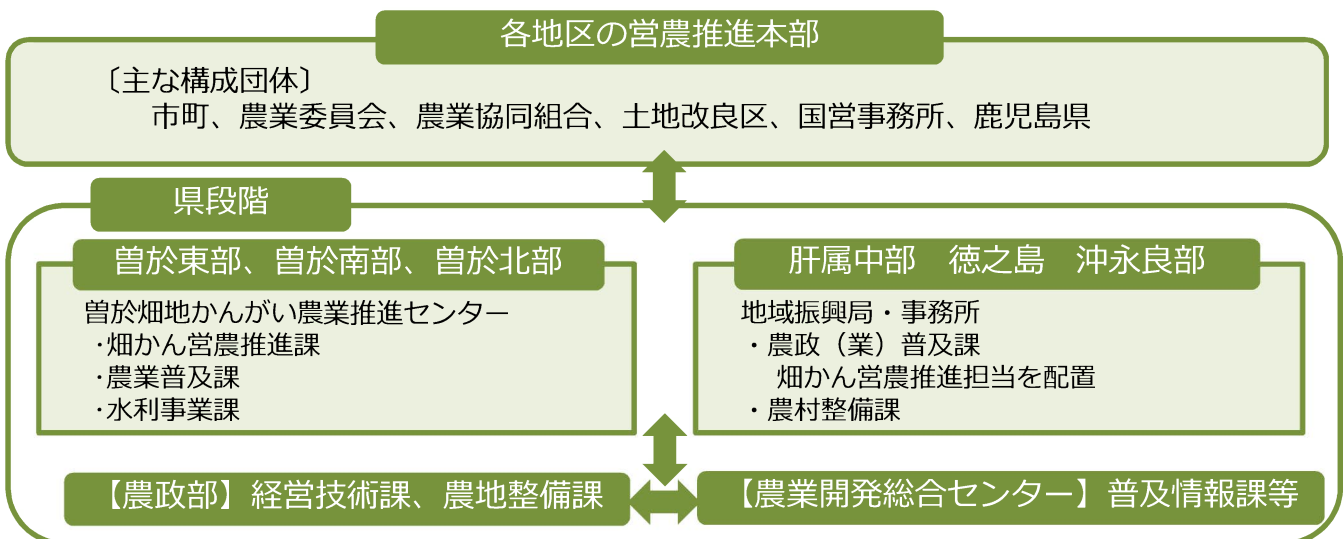 各地区の営農推進本部
〔主な構成団体〕
市町、農業委員会、農業協同組合、土地改良区、国営事務所、鹿児島県
県段階
曽於東部、曽於南部、曽於北部
曽於畑地かんがい農業推進センター
・畑かん営農推進課
・農業普及課
・水利事業課
肝属中部　徳之島　沖永良部
地域振興局・事務所
・農政（業）普及課
畑かん営農推進担当を配置
・農村整備課
【農政部】経営技術課、農地整備課
【農業開発総合センター】普及情報課等